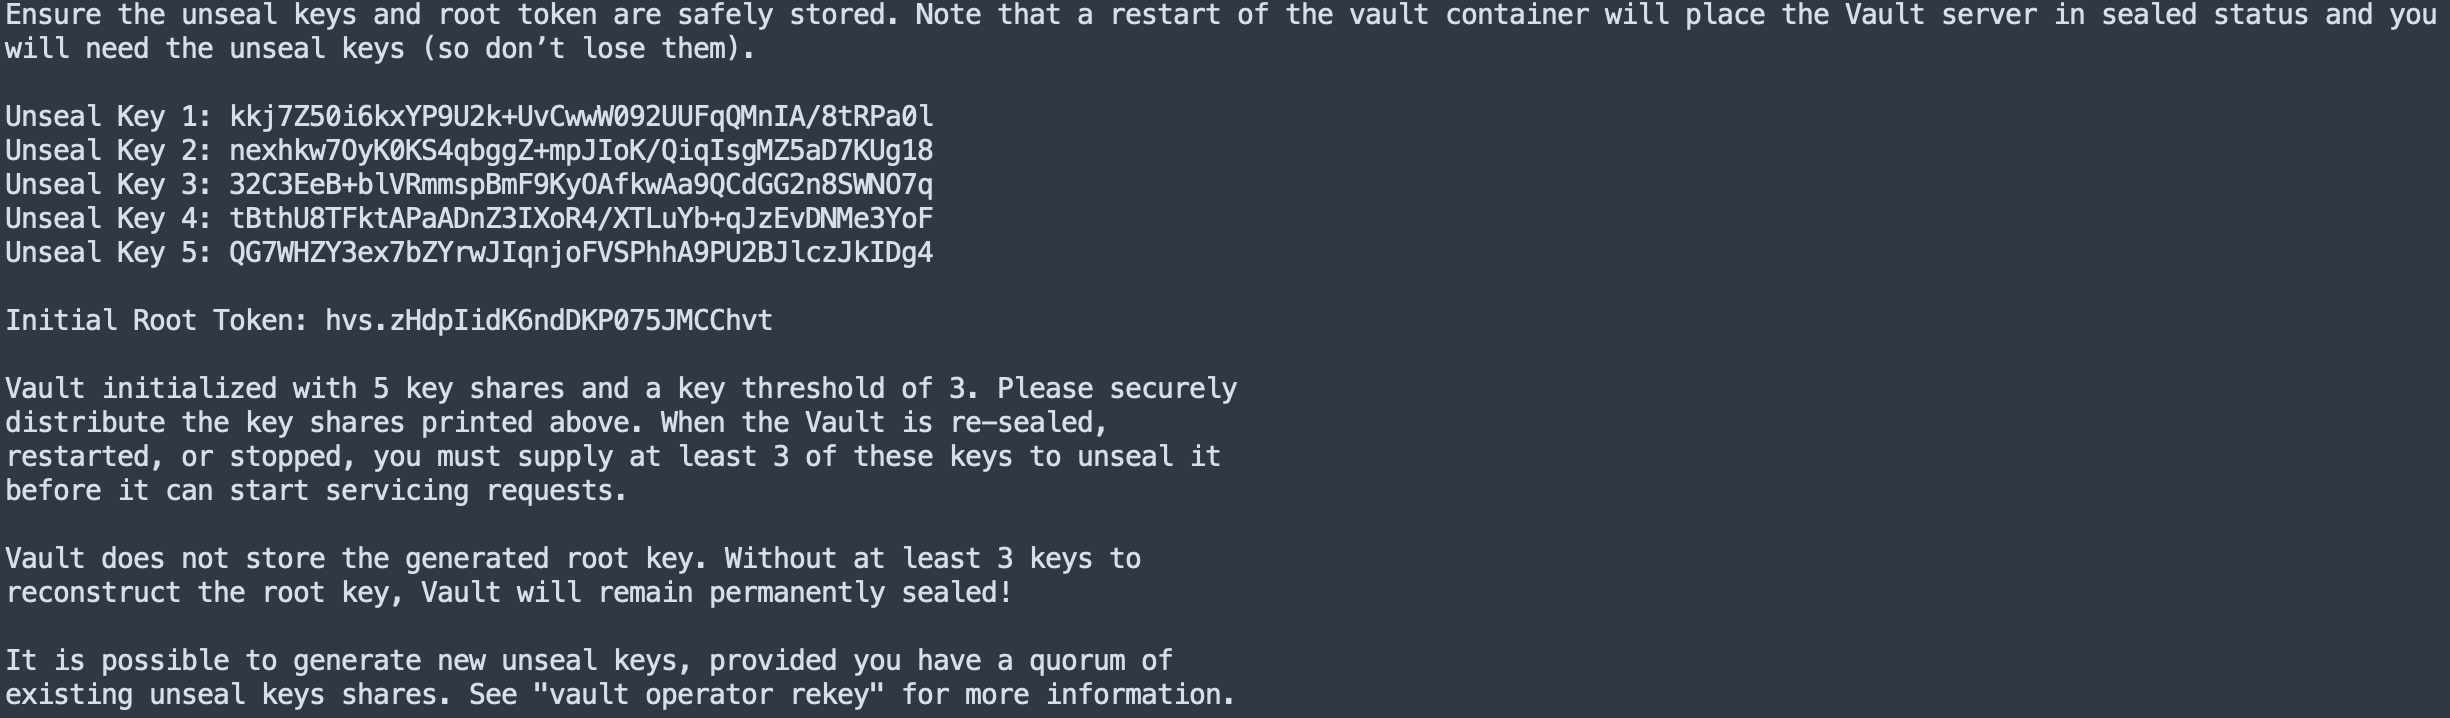 Ensure the unseal keys and root token are safely stored. Note that a restart of the vault container will place the Vault server in sealed status and you
will need the unseal keys (so don’t lose them).
Unseal Key 1: kkj7Z50i6kxYP9U2k+UvCwwW092UUFqQMnIA/8tRPa0l
Unseal Key 2: nexhkw7OyK0KS4qbggZ+mpJIoK/QiqIsgMZ5aD7KUg18
Unseal Key 3: 32C3EeB+blVRmmspBmF9KyOAfkwAa9QCdGG2n8SWNO7q
Unseal Key 4: tBthU8TFktAPaADnZ3IXoR4/XTLuYb+qJzEvDNMe3YoF
Unseal Key 5: QG7WHZY3ex7bZYrwJIqnjoFVSPhhA9PU2BJlczJkIDg4
Initial Root Token: hvs.zHdpIidK6ndDKP075JMCChvt
Vault initialized with 5 key shares and a key threshold of 3. Please securely
distribute the key shares printed above. When the Vault is re-sealed,
restarted, or stopped, you must supply at least 3 of these keys to unseal it
before it can start servicing requests.
Vault does not store the generated root key. Without at least 3 keys to
reconstruct the root key, Vault will remain permanently sealed!
It is possible to generate new unseal keys, provided you have a quorum of
existing unseal keys shares. See "vault operator rekey" for more information.